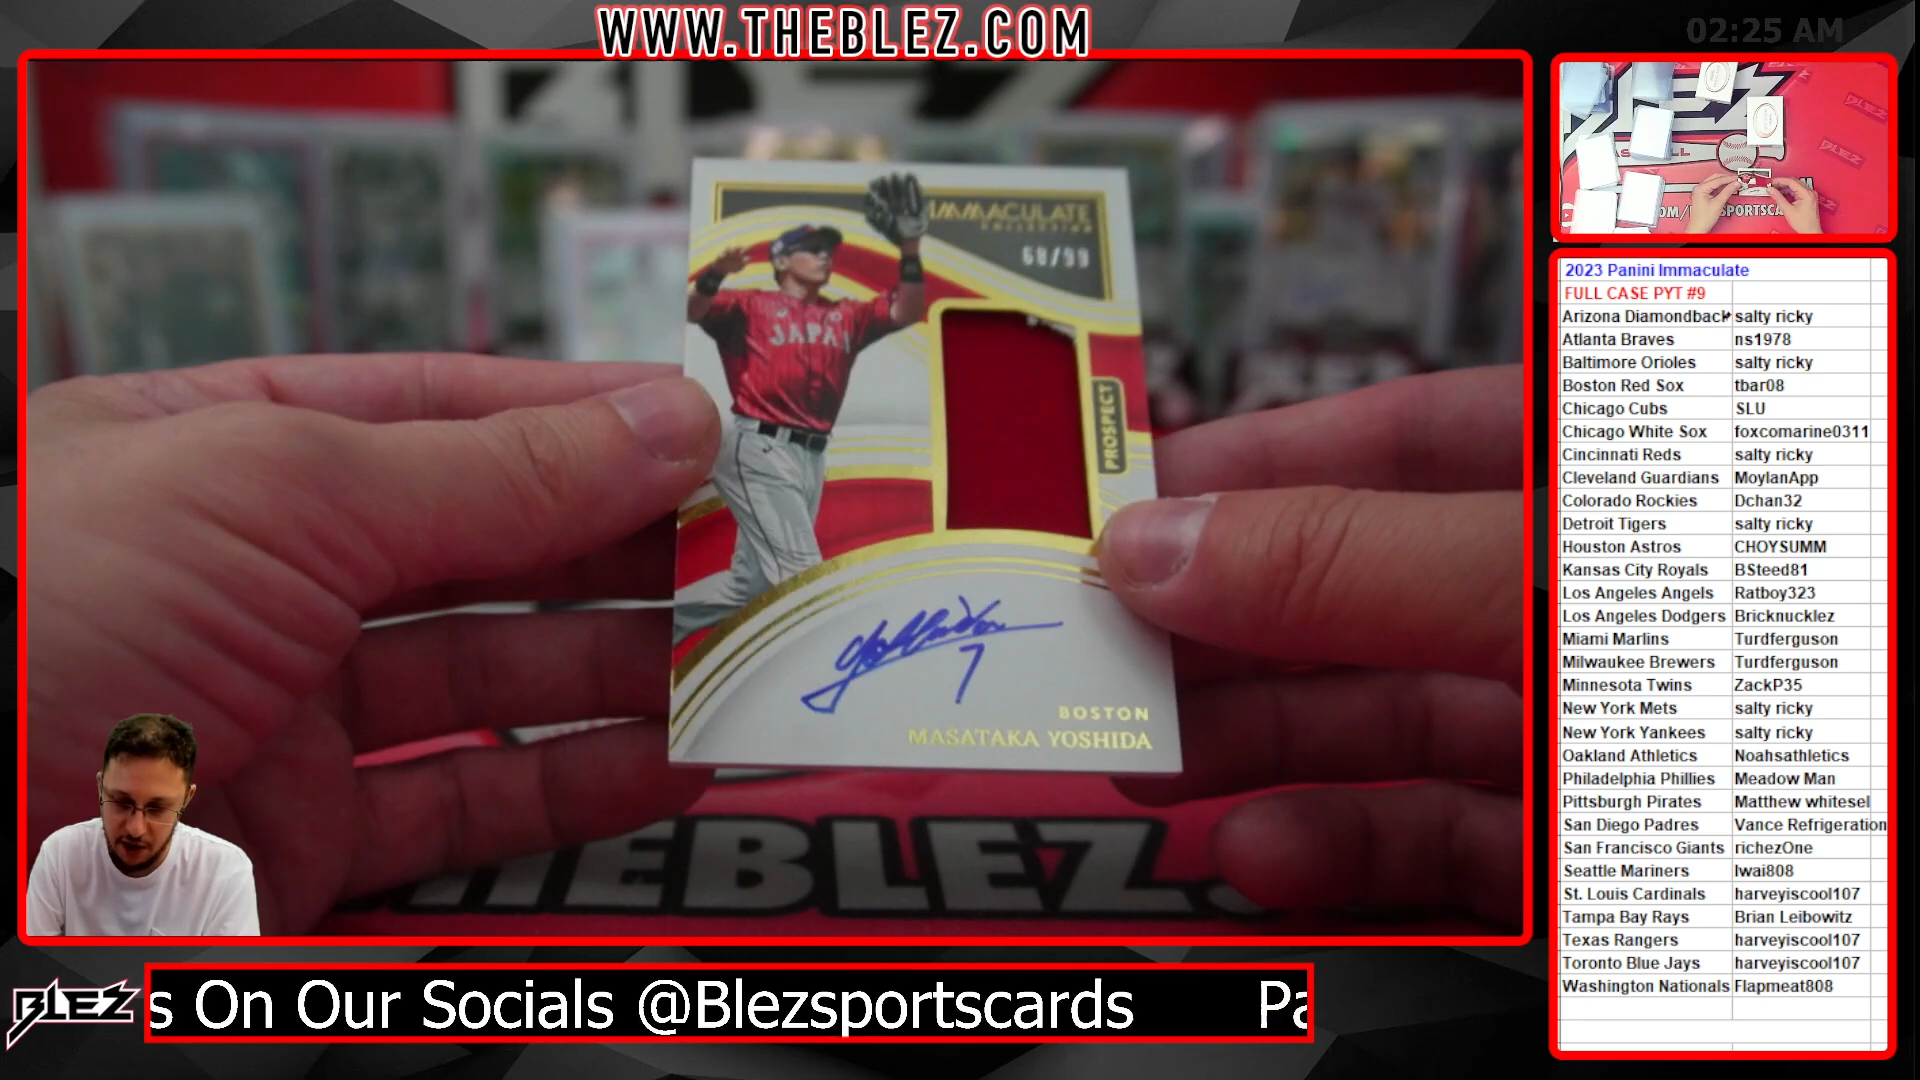 WWW.THEBLEZ.COM
02:25 AM
IMMACULATE
COLLECTION
68/99
JAPAN
PROSPECT
7
BOSTON
MASATAKA YOSHIDA
THEBLEZ.
BLEZ
s On Our Socials @Blezsportscards
Pa
BLEZ
BLEZ
2023 Panini Immaculate
FULL CASE PYT #9
Arizona Diamondback salty ricky
Atlanta Braves ns1978
Baltimore Orioles salty ricky
Boston Red Sox tbar08
Chicago Cubs SLU
Chicago White Sox foxcomarine0311
Cincinnati Reds salty ricky
Cleveland Guardians MoylanApp
Colorado Rockies Dchan32
Detroit Tigers salty ricky
Houston Astros CHOYSUMM
Kansas City Royals BSteed81
Los Angeles Angels Ratboy323
Los Angeles Dodgers Bricknucklez
Miami Marlins Turdferguson
Milwaukee Brewers Turdferguson
Minnesota Twins ZackP35
New York Mets salty ricky
New York Yankees salty ricky
Oakland Athletics Noahsathletics
Philadelphia Phillies Meadow Man
Pittsburgh Pirates Matthew whitesel
San Diego Padres Vance Refrigeration
San Francisco Giants richezOne
Seattle Mariners lwai808
St. Louis Cardinals harveyiscool107
Tampa Bay Rays Brian Leibowitz
Texas Rangers harveyiscool107
Toronto Blue Jays harveyiscool107
Washington Nationals Flapmeat808